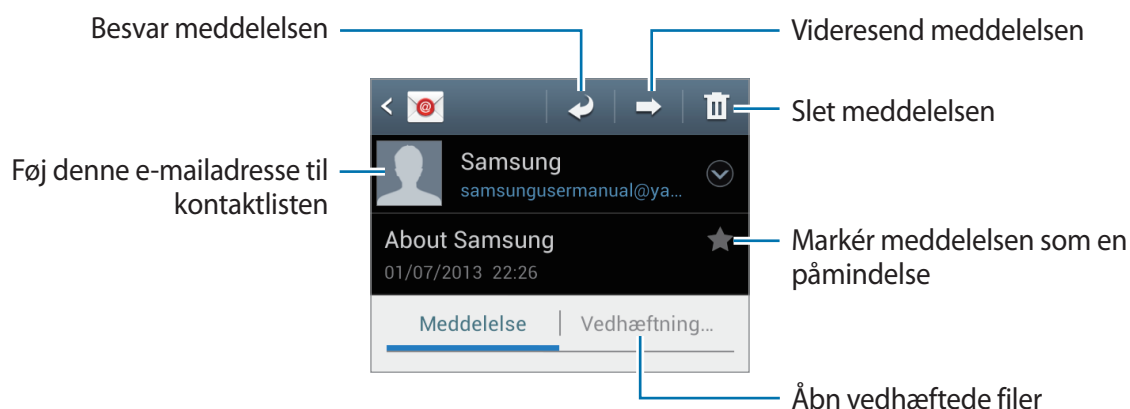 Besvar meddelelsen
Videresend meddelelsen
Slet meddelelsen
Føj denne e-mailadresse til
kontaktlisten
Samsung
samsungusermanual@ya...
About Samsung
01/07/2013 22:26
Markér meddelelsen som en
påmindelse
Meddelelse
Vedhæftning...
Åbn vedhæftede filer